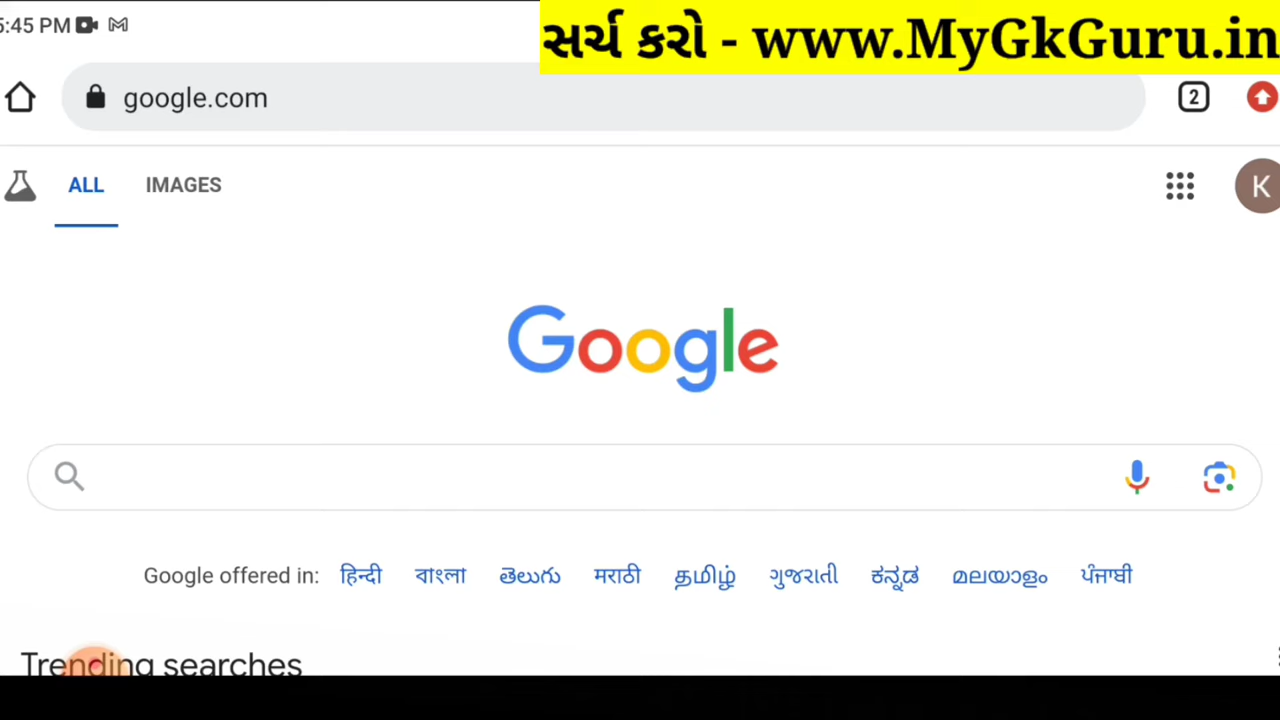 5:45 PM
સર્ચ કરો - www.MyGkGuru.in
google.com
2
ALL IMAGES
K
Google
Google offered in: हिन्दी বাংলা తెలుగు मराठी தமிழ் ગુજરાતી ಕನ್ನಡ മലയാളം ਪੰਜਾਬੀ
Trending searches